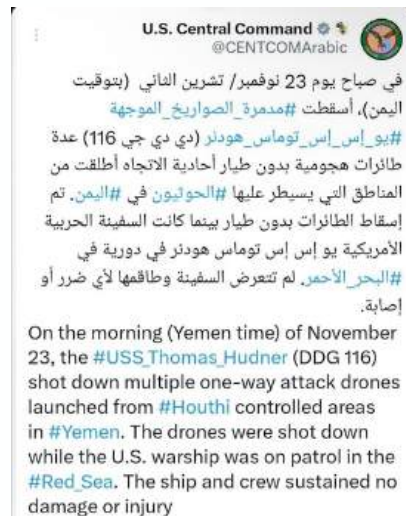 U.S. Central Command
@CENTCOMArabic
في صباح يوم 23 نوفمبر/ تشرين الثاني (بتوقيت
اليمن)، أسقطت #مدمرة_الصواريخ_الموجهة
#يو_إس_إس_توماس_هودنر (دي دي جي 116) عدة
طائرات هجومية بدون طيار أحادية الاتجاه أطلقت من
المناطق التي يسيطر عليها #الحوثيون في #اليمن. تم
إسقاط الطائرات بدون طيار بينما كانت السفينة الحربية
الأمريكية يو إس إس توماس هودنر في دورية في
#البحر_الأحمر. لم تتعرض السفينة وطاقمها لأي ضرر أو
إصابة.
On the morning (Yemen time) of November
23, the #USS_Thomas_Hudner (DDG 116)
shot down multiple one-way attack drones
launched from #Houthi controlled areas
in #Yemen. The drones were shot down
while the U.S. warship was on patrol in the
#Red_Sea. The ship and crew sustained no
damage or injury